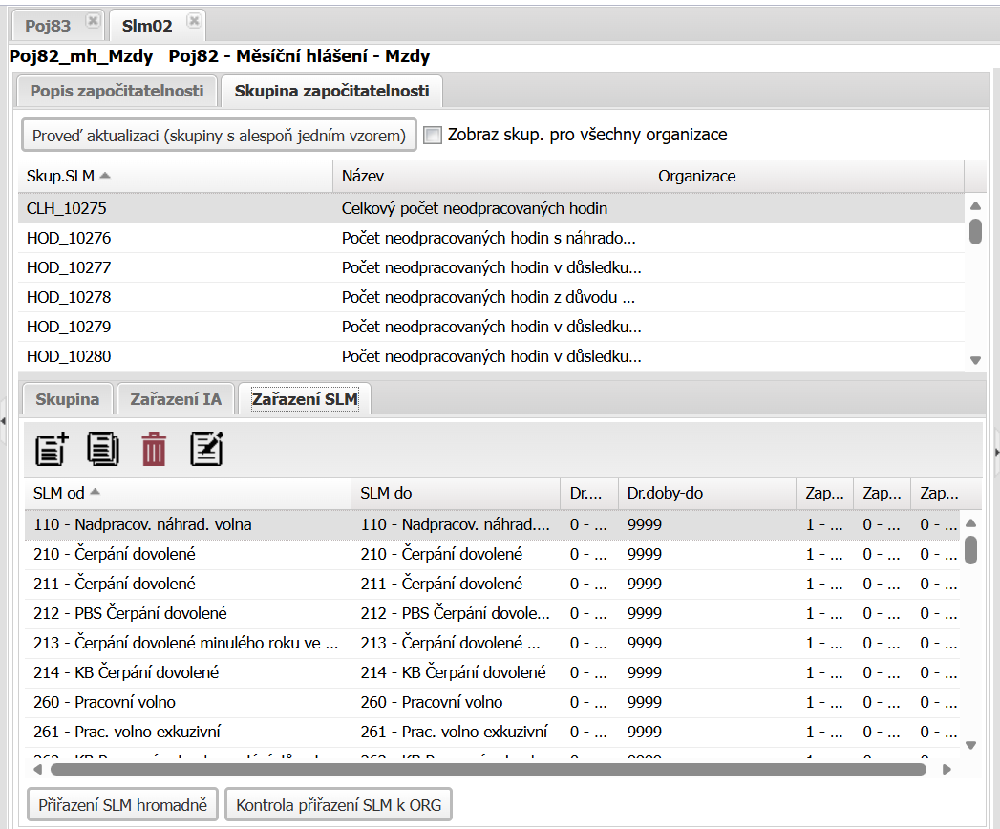 Poj83 Slm02
Poj82_mh_Mzdy Poj82 - Měsíční hlášení - Mzdy
Popis započitatelnosti Skupina započitatelnosti
Proveď aktualizaci (skupiny s alespoň jedním vzorem) Zobraz skup. pro všechny organizace
Skup.SLM Název Organizace
CLH_10275 Celkový počet neodpracovaných hodin
HOD_10276 Počet neodpracovaných hodin s náhrado...
HOD_10277 Počet neodpracovaných hodin v důsledku...
HOD_10278 Počet neodpracovaných hodin z důvodu ...
HOD_10279 Počet neodpracovaných hodin v důsledku...
HOD_10280 Počet neodpracovaných hodin v důsledku...
Skupina Zařazení IA Zařazení SLM
SLM od SLM do Dr.... Dr.doby-do Zap... Zap... Zap...
110 - Nadpracov. náhrad. volna 110 - Nadpracov. náhrad.... 0 - ... 9999 1 - ... 0 - ... 0 - ...
210 - Čerpání dovolené 210 - Čerpání dovolené 0 - ... 9999 1 - ... 0 - ... 0 - ...
211 - Čerpání dovolené 211 - Čerpání dovolené 0 - ... 9999 1 - ... 0 - ... 0 - ...
212 - PBS Čerpání dovolené 212 - PBS Čerpání dovole... 0 - ... 9999 1 - ... 0 - ... 0 - ...
213 - Čerpání dovolené minulého roku ve ... 213 - Čerpání dovolené ... 0 - ... 9999 1 - ... 0 - ... 0 - ...
214 - KB Čerpání dovolené 214 - KB Čerpání dovolené 0 - ... 9999 1 - ... 0 - ... 0 - ...
260 - Pracovní volno 260 - Pracovní volno 0 - ... 9999 1 - ... 0 - ... 0 - ...
261 - Prac. volno exkuzivní 261 - Prac. volno exkuzivní 0 - ... 9999 1 - ... 0 - ... 0 - ...
Přiřazení SLM hromadně Kontrola přiřazení SLM k ORG